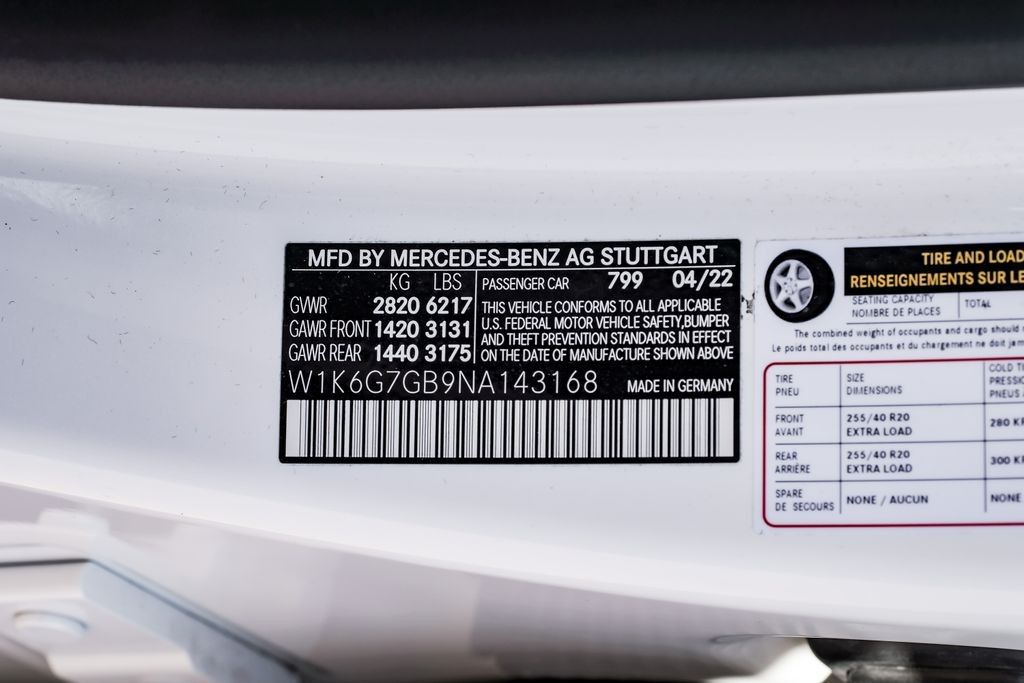 MFD BY MERCEDES-BENZ AG STUTTGART
KG LBS
GVWR 2820 6217
GAWR FRONT 1420 3131
GAWR REAR 1440 3175
PASSENGER CAR 799 04/22
THIS VEHICLE CONFORMS TO ALL APPLICABLE
U.S. FEDERAL MOTOR VEHICLE SAFETY,BUMPER
AND THEFT PREVENTION STANDARDS IN EFFECT
ON THE DATE OF MANUFACTURE SHOWN ABOVE
W1K6G7GB9NA143168 MADE IN GERMANY
TIRE AND LOAD
RENSEIGNEMENTS SUR LE
SEATING CAPACITY
NOMBRE DE PLACES
TOTAL
The combined weight of occupants and cargo should
Le poids total des occupants et du chargement ne doit jam
TIRE
PNEU
SIZE
DIMENSIONS
COLD TI
PRESSI
PNEUS
FRONT
AVANT
255/40 R20
EXTRA LOAD
280 KP
REAR
ARRIÈRE
255/40 R20
EXTRA LOAD
300 KP
SPARE
DE SECOURS
NONE / AUCUN
NONE